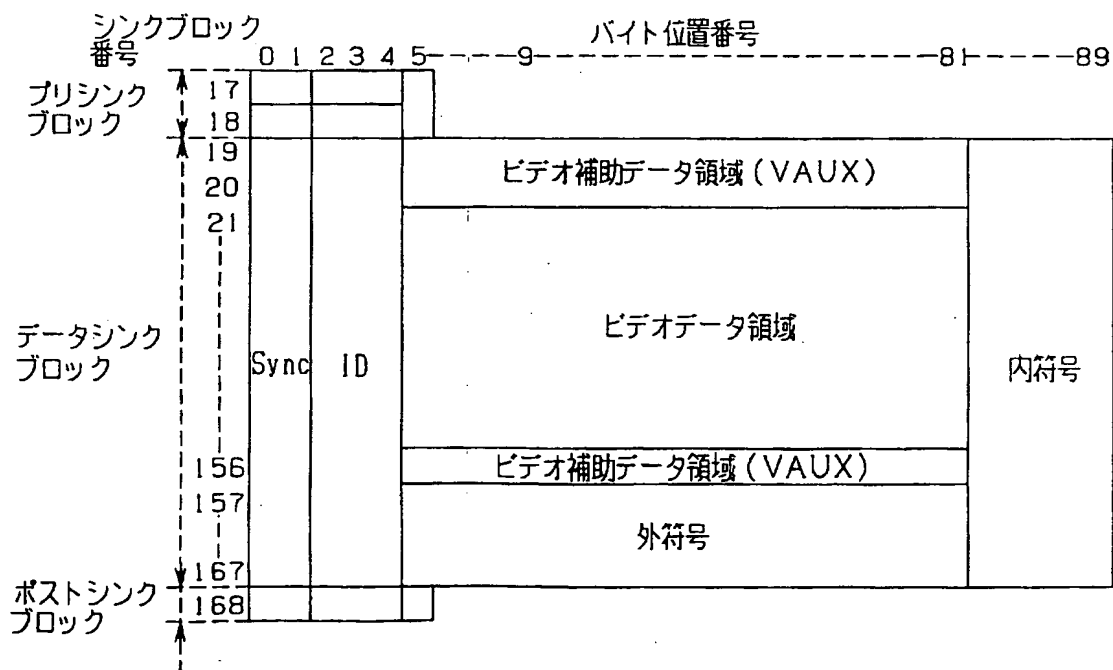 シンクブロック
番号
バイト位置番号
0 1 2 3 4 5 9 81 89
プリシンク
ブロック
17
18
19
20
21
ビデオ補助データ領域(VAUX)
データシンク
ブロック
Sync
ID
ビデオデータ領域
内符号
156
ビデオ補助データ領域(VAUX)
157
外符号
167
ポストシンク
ブロック
168